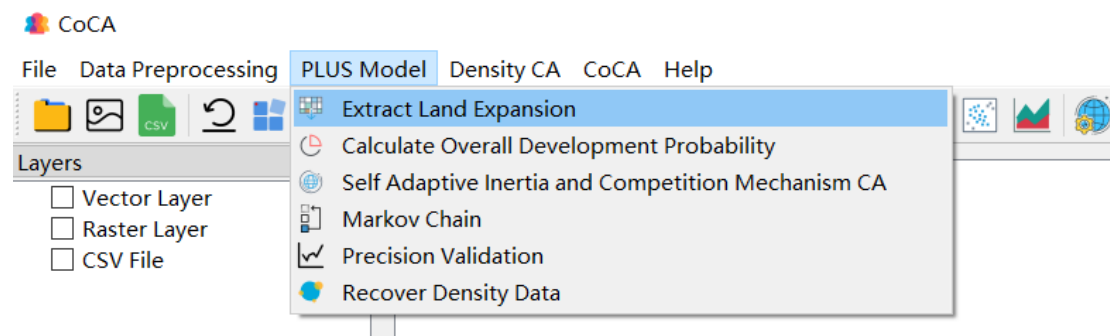 CoCA
File Data Preprocessing PLUS Model Density CA CoCA Help
CSV
Extract Land Expansion
Layers
Calculate Overall Development Probability
Vector Layer
Self Adaptive Inertia and Competition Mechanism CA
Raster Layer
Markov Chain
CSV File
Precision Validation
Recover Density Data